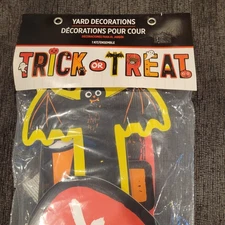 YARD DECORATIONS
DÉCORATIONS POUR COUR
TRICK OR TREAT